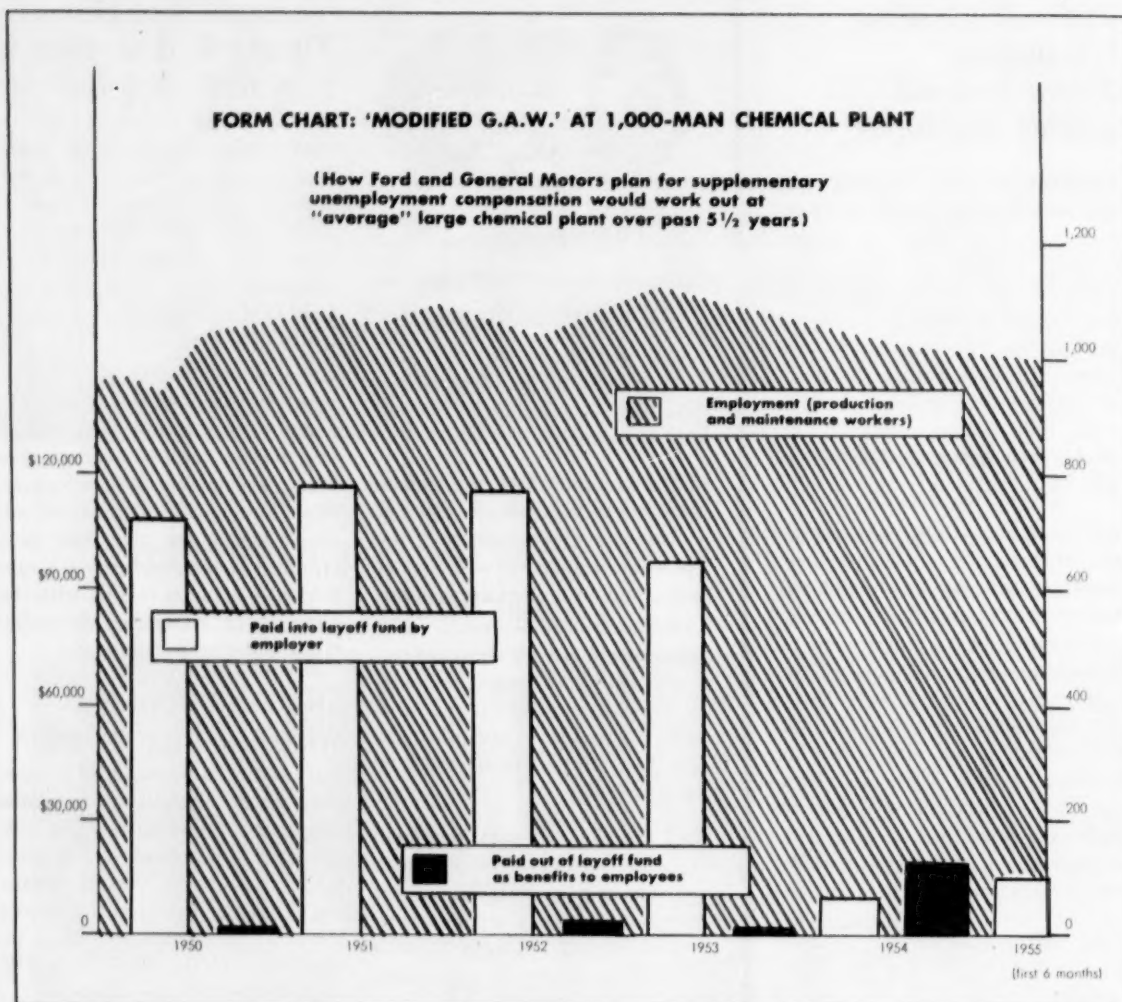 FORM CHART: 'MODIFIED G.A.W.' AT 1,000-MAN CHEMICAL PLANT
(How Ford and General Motors plan for supplementary
unemployment compensation would work out at
"average" large chemical plant over past 5½ years)
1,200
1,000
Employment (production
and maintenance workers)
$120,000
800
$90,000
600
Paid into layoff fund by
employer
$60,000
400
$30,000
200
Paid out of layoff fund
as benefits to employees
0
0
1950
1951
1952
1953
1954
1955
(first 6 months)